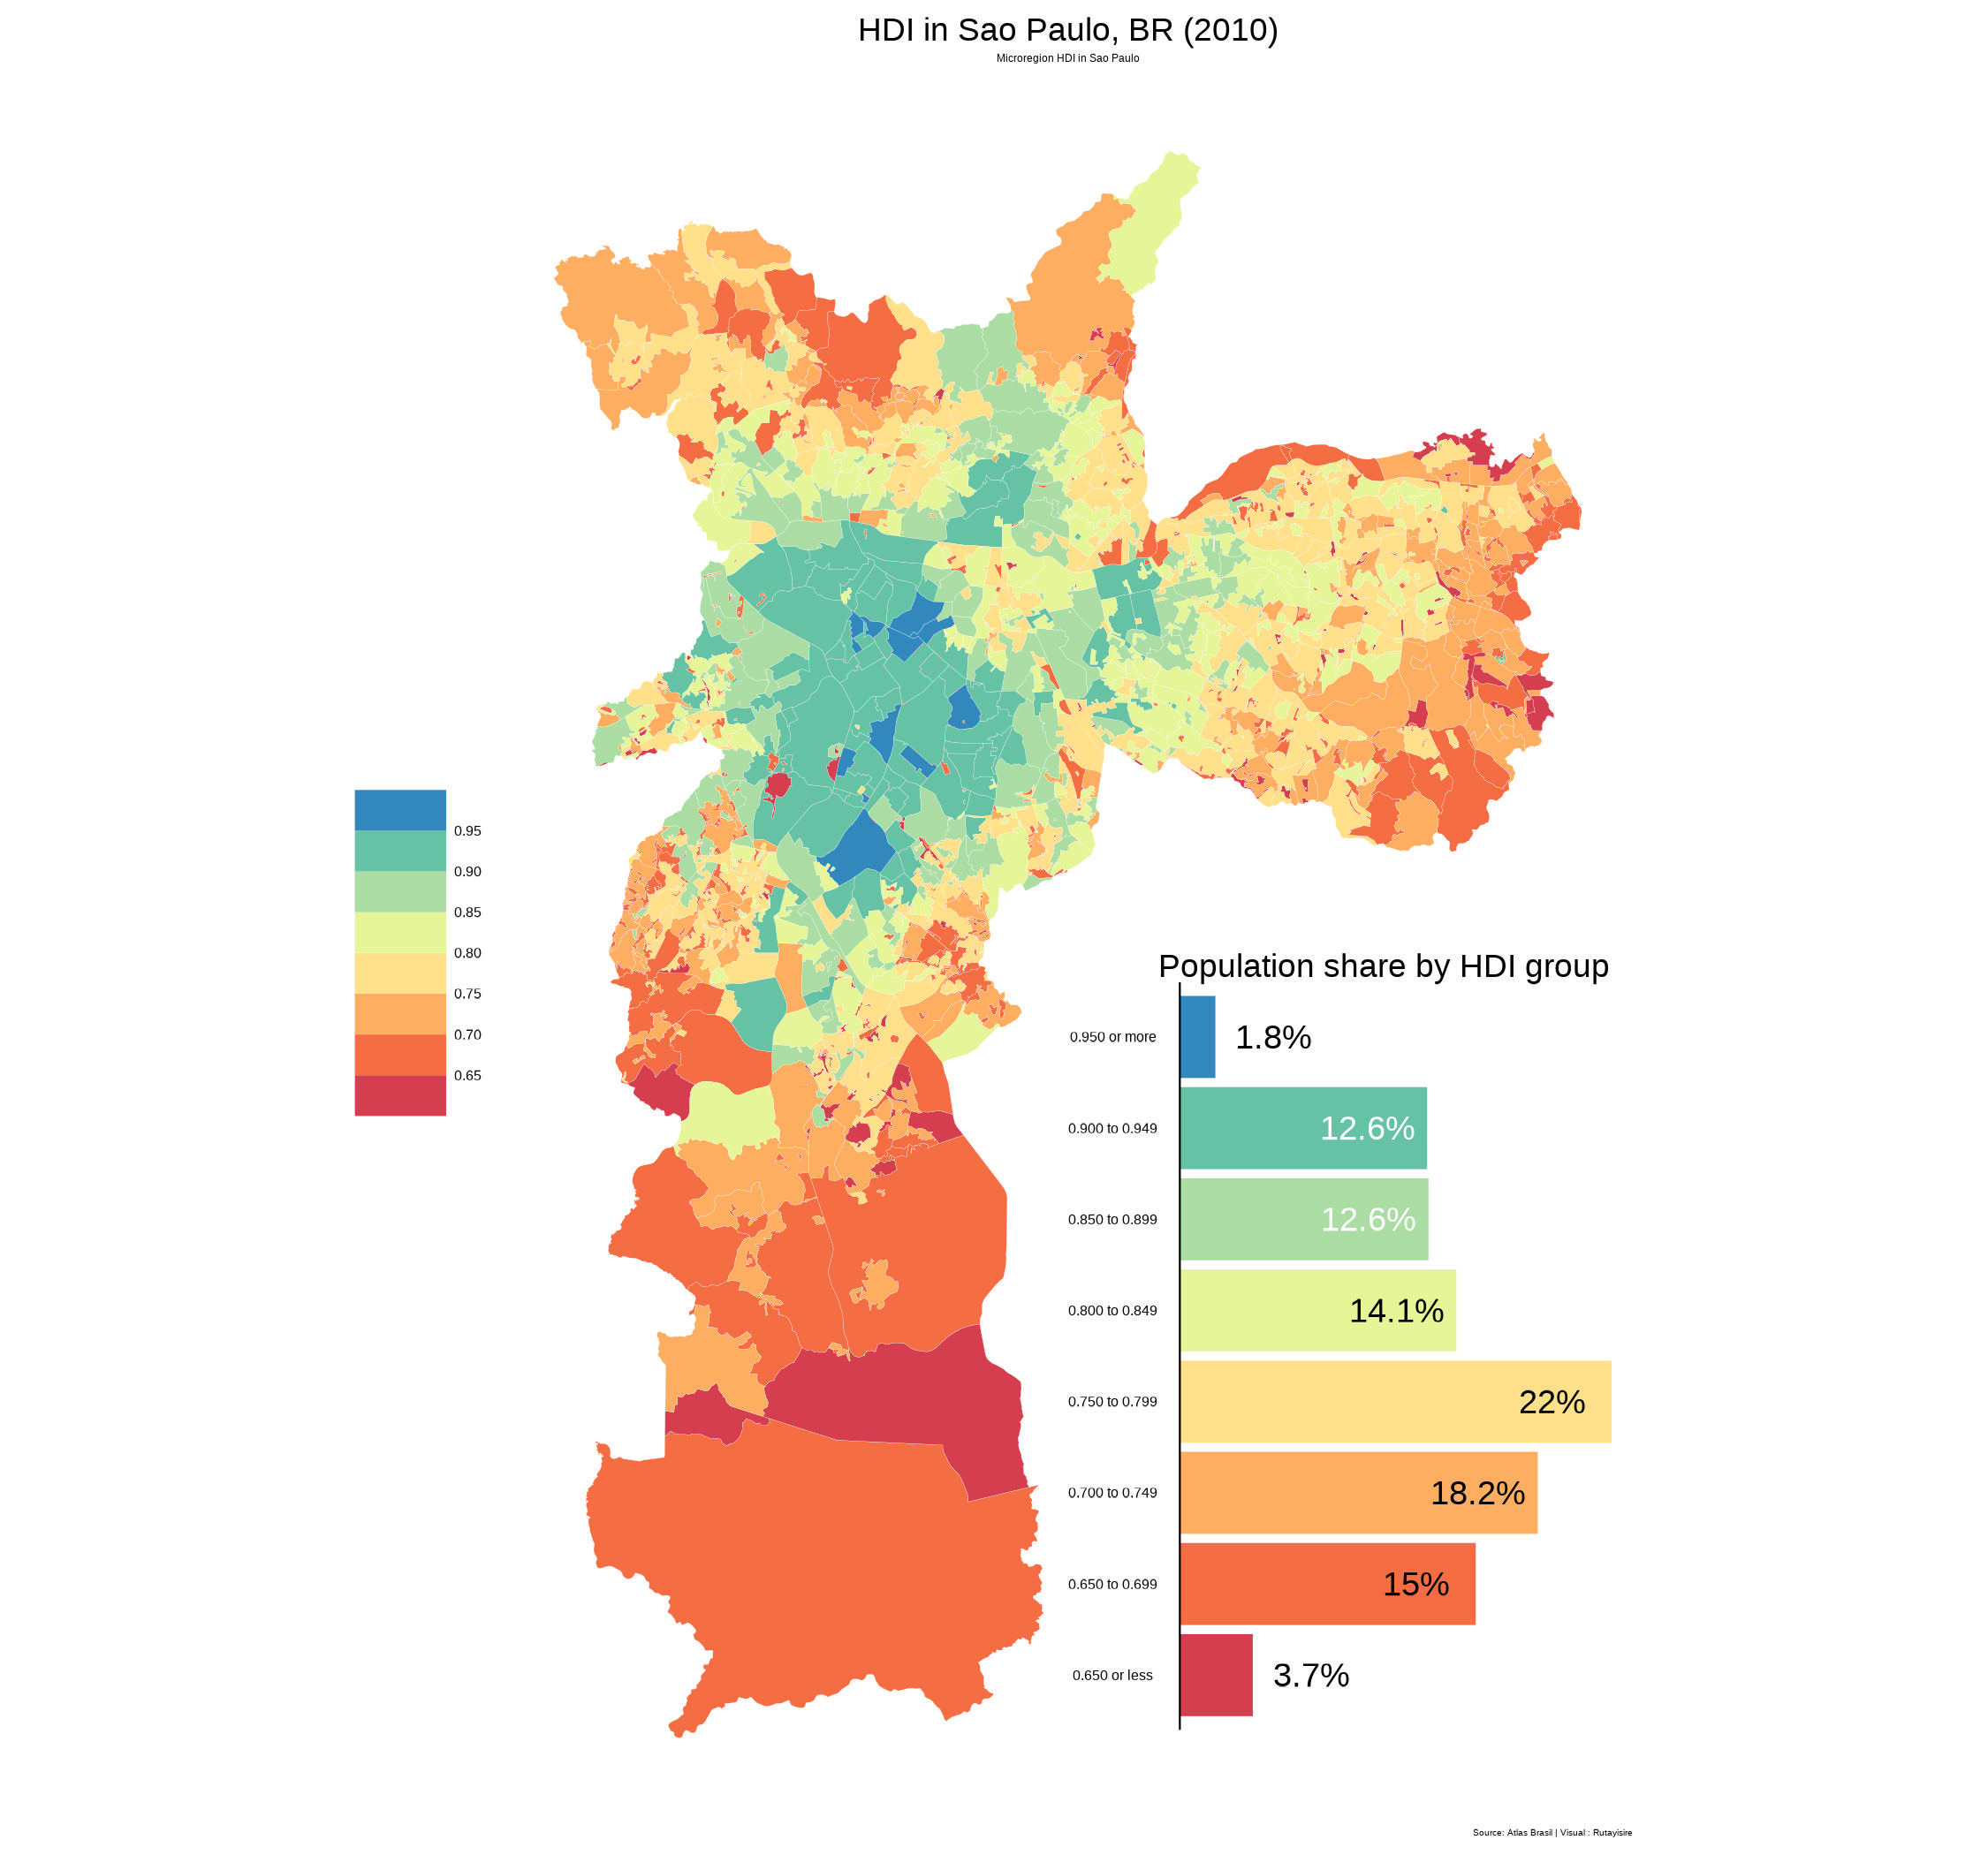 HDI in Sao Paulo, BR (2010)
Microregion HDI in Sao Paulo
0.95
0.90
0.85
0.80
0.75
0.70
0.65
Population share by HDI group
0.950 or more 1.8%
0.900 to 0.949 12.6%
0.850 to 0.899 12.6%
0.800 to 0.849 14.1%
0.750 to 0.799 22%
0.700 to 0.749 18.2%
0.650 to 0.699 15%
0.650 or less 3.7%
Source: Atlas Brasil | Visual : Rutayisire